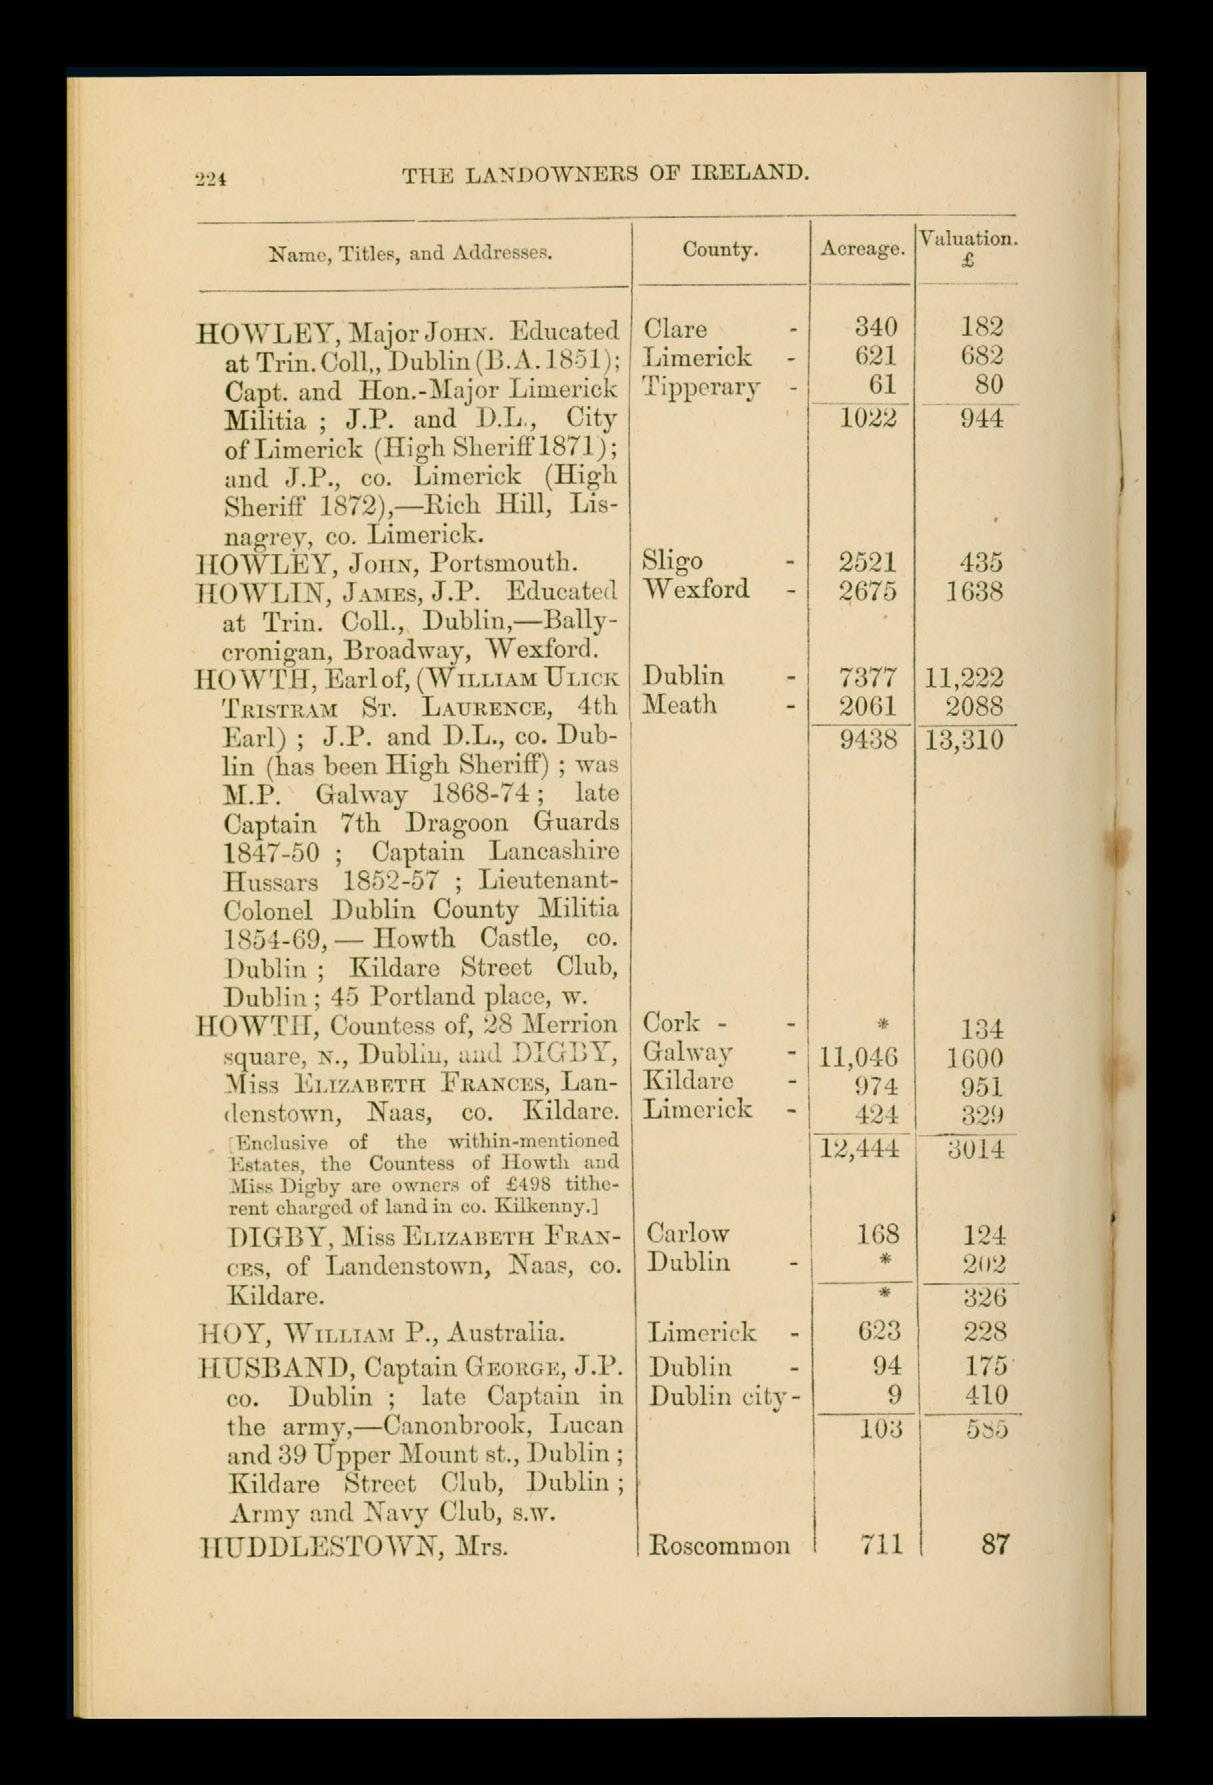 224 THE LANDOWNERS OF IRELAND.
Name, Titles, and Addresses. County. Acreage. Valuation. £
HOWLEY, Major JOHN. Educated Clare - 340 182
at Trin. Coll,, Dublin (B.A. 1851); Limerick - 621 682
Capt. and Hon.-Major Limerick Tipperary - 61 80
Militia ; J.P. and D.L., City 1022 944
of Limerick (High Sheriff 1871);
and J.P., co. Limerick (High
Sheriff 1872),—Rich Hill, Lis-
nagrey, co. Limerick.
HOWLEY, JOHN, Portsmouth. Sligo - 2521 435
HOWLIN, JAMES, J.P. Educated Wexford - 2675 1638
at Trin. Coll., Dublin,—Bally-
cronigan, Broadway, Wexford.
HOWTH, Earl of, (WILLIAM ULICK Dublin - 7377 11,222
TRISTRAM ST. LAURENCE, 4th Meath - 2061 2088
Earl) ; J.P. and D.L., co. Dub- 9438 13,310
lin (has been High Sheriff) ; was
M.P. Galway 1868-74 ; late
Captain 7th Dragoon Guards
1847-50 ; Captain Lancashire
Hussars 1852-57 ; Lieutenant-
Colonel Dublin County Militia
1854-69, — Howth Castle, co.
Dublin ; Kildare Street Club,
Dublin ; 45 Portland place, w.
HOWTH, Countess of, 28 Merrion Cork - - * 134
square, N., Dublin, and DIGBY, Galway - 11,046 1600
Miss ELIZABETH FRANCES, Lan- Kildare - 974 951
denstown, Naas, co. Kildare. Limerick - 424 329
[Enclusive of the within-mentioned 12,444 3014
Estates, the Countess of Howth and
Miss Digby are owners of £498 tithe-
rent charged of land in co. Kilkenny.]
DIGBY, Miss ELIZABETH FRAN- Carlow 168 124
CES, of Landenstown, Naas, co. Dublin - * 202
Kildare. * 326
HOY, WILLIAM P., Australia. Limerick - 623 228
HUSBAND, Captain GEORGE, J.P. Dublin - 94 175
co. Dublin ; late Captain in Dublin city - 9 410
the army,—Canonbrook, Lucan 103 585
and 39 Upper Mount st., Dublin ;
Kildare Street Club, Dublin ;
Army and Navy Club, s.w.
HUDDLESTOWN, Mrs. Roscommon 711 87